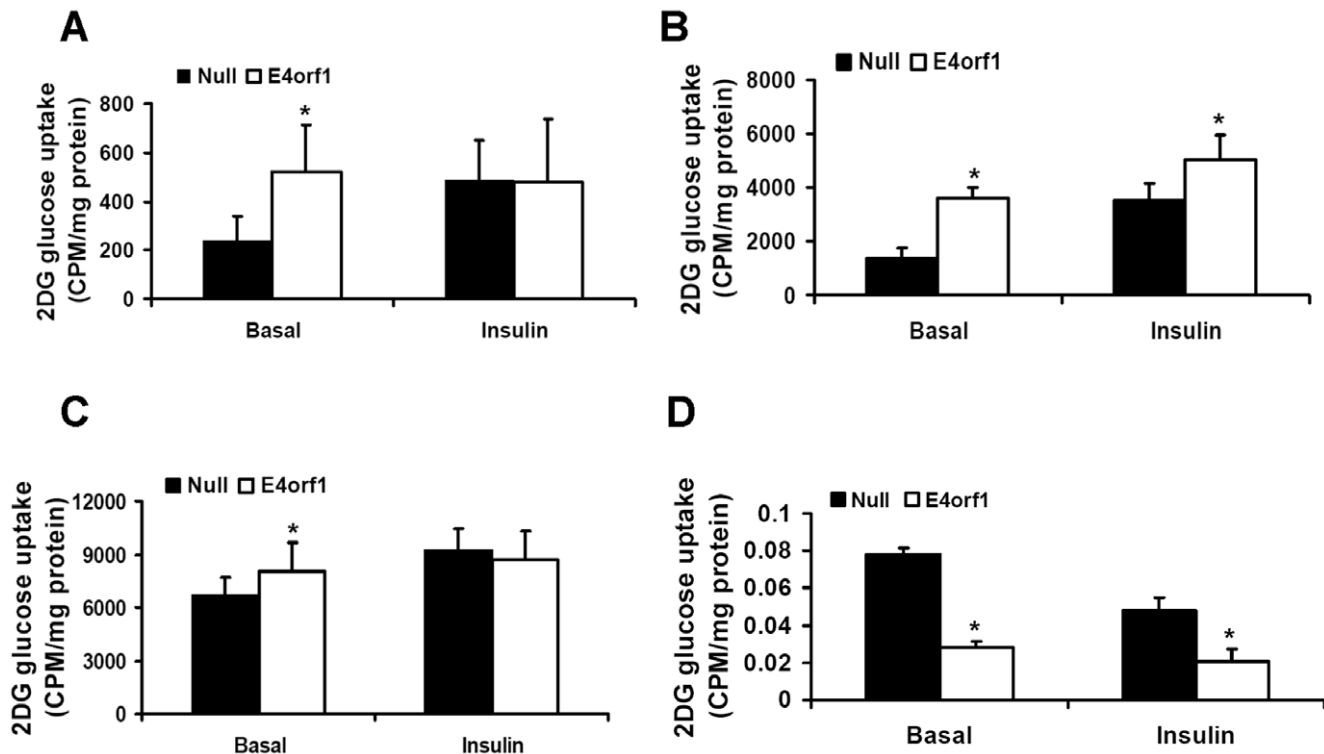 A
2DG glucose uptake
(CPM/mg protein)
Null E4orf1
800
600
400
200
0
*
Basal Insulin
B
2DG glucose uptake
(CPM/mg protein)
Null E4orf1
8000
6000
4000
2000
0
*
*
Basal Insulin
C
2DG glucose uptake
(CPM/mg protein)
Null E4orf1
12000
9000
6000
3000
0
*
Basal Insulin
D
2DG glucose uptake
(CPM/mg protein)
Null E4orf1
0.1
0.08
0.06
0.04
0.02
0
*
*
Basal Insulin